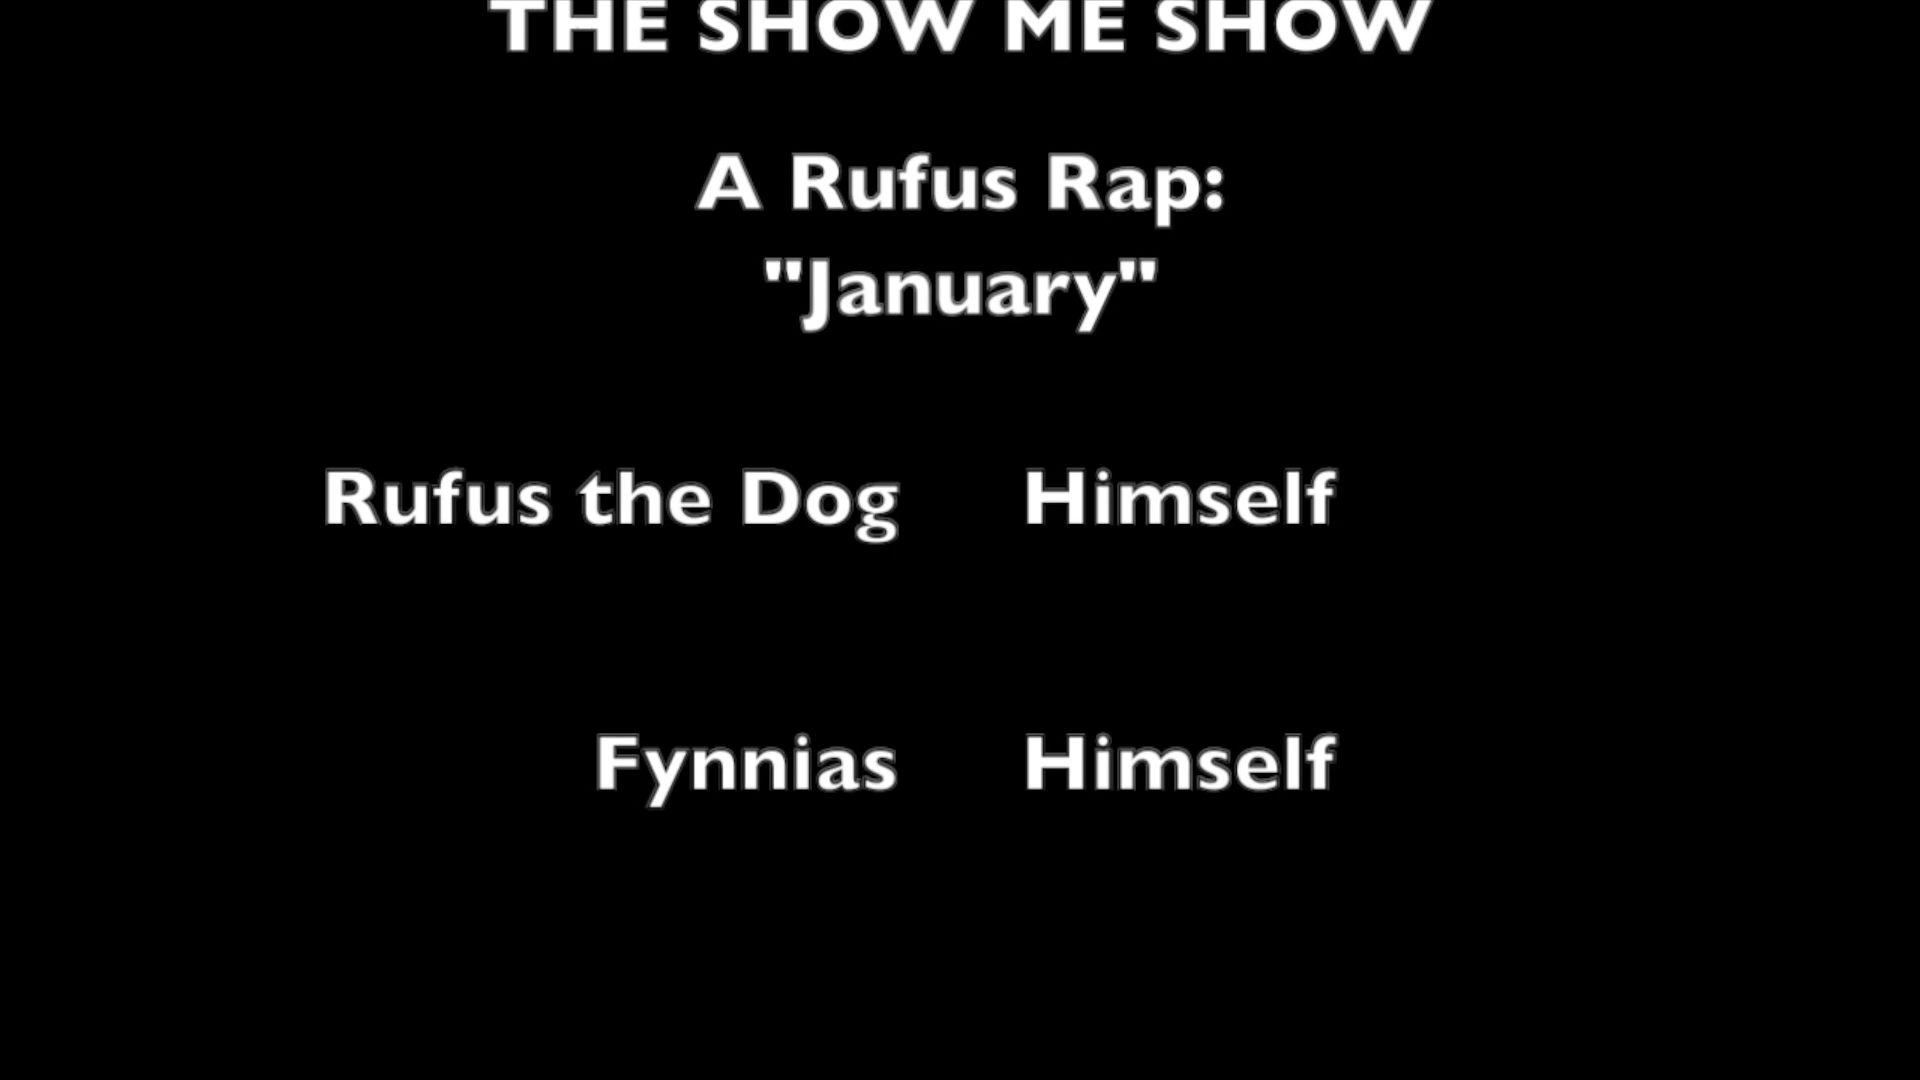 THE SHOW ME SHOW
A Rufus Rap:
"January"
Rufus the Dog Himself
Fynnias Himself